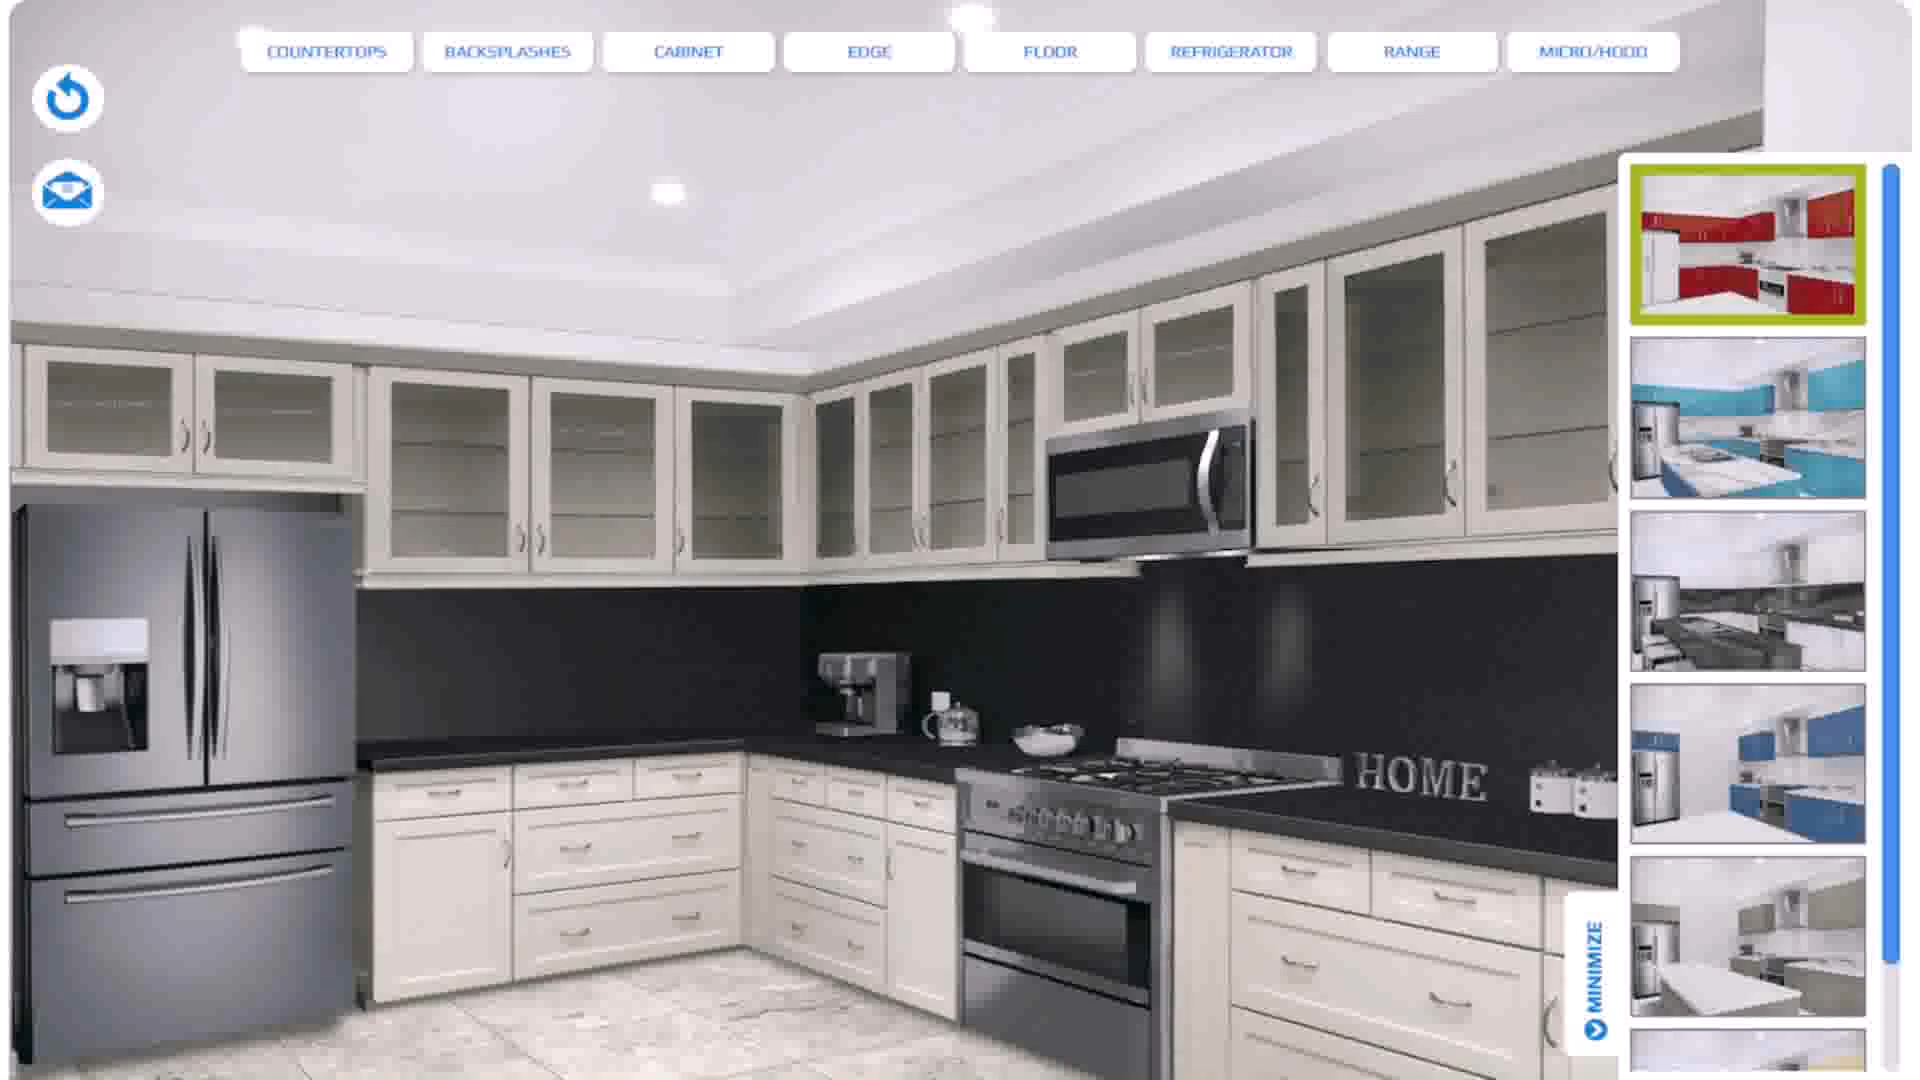 COUNTERTOPS
BACKSPLASHES
CABINET
EDGE
FLOOR
REFRIGERATOR
RANGE
MICRO/HOOD
HOME
MINIMIZE